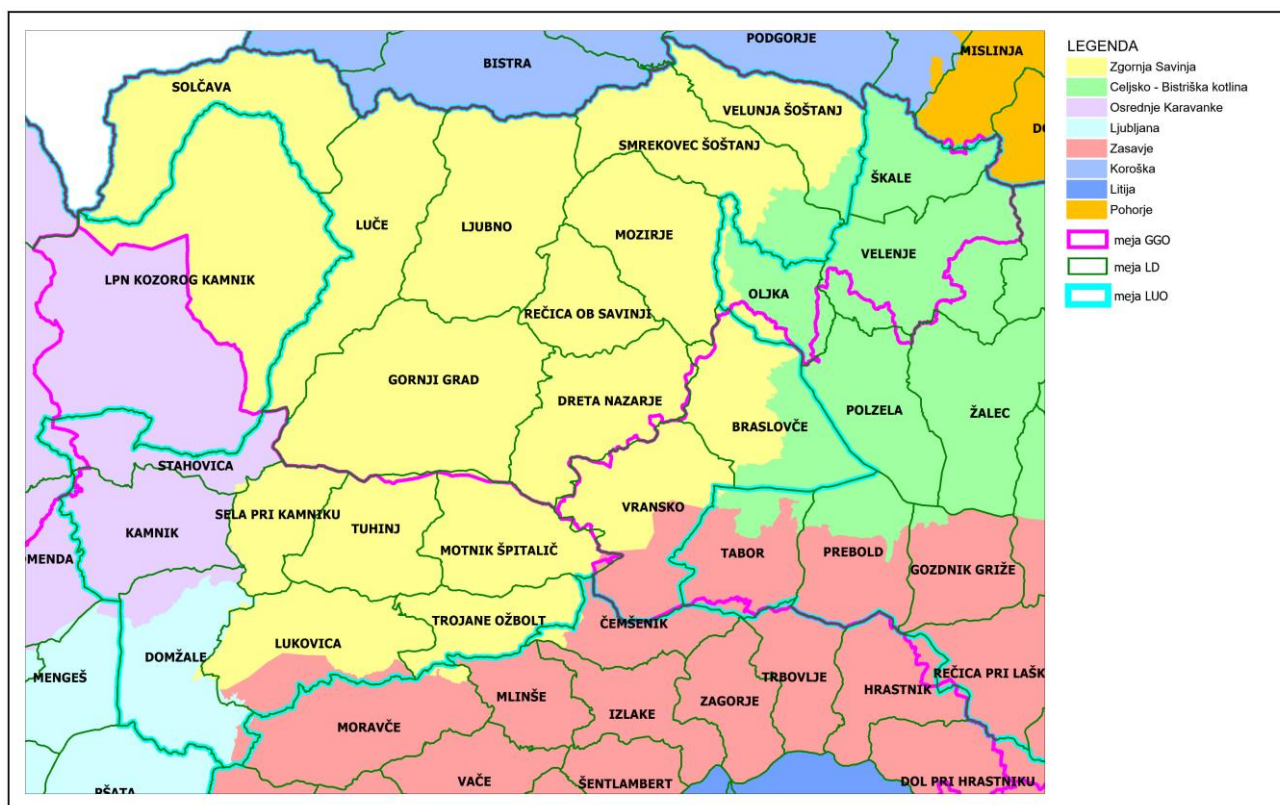 PODGORJE
MISLINJA
BISTRA
SOLČAVA
VELUNJA ŠOŠTANJ
SMREKOVEC ŠOŠTANJ
ŠKALE
LUČE
LJUBNO
MOZIRJE
VELENJE
LPN KOZOROG KAMNIK
OLJKA
REČICA OB SAVINJI
GORNJI GRAD
DRETA NAZARJE
POLZELA
ŽALEC
BRASLOVČE
STAHOVICA
SELA PRI KAMNIKU
VRANSKO
KAMNIK
TUHINJ
MOTNIK ŠPITALIČ
TABOR
PREBOLD
OMENDA
GOZDNIK GRIŽE
TROJANE OŽBOLT
ČEMŠENIK
LUKOVICA
DOMŽALE
MENGEŠ
REČICA PRI LAŠK
TRBOVLJE
HRASTNIK
MLINŠE
ZAGORJE
IZLAKE
MORAVČE
VAČE
ŠENTLAMBERT
DOL PRI HRASTNIKU
PŠATA
LEGENDA
Zgornja Savinja
Celjsko - Bistriška kotlina
Osrednje Karavanke
Ljubljana
Zasavje
Koroška
Litija
Pohorje
meja GGO
meja LD
meja LUO